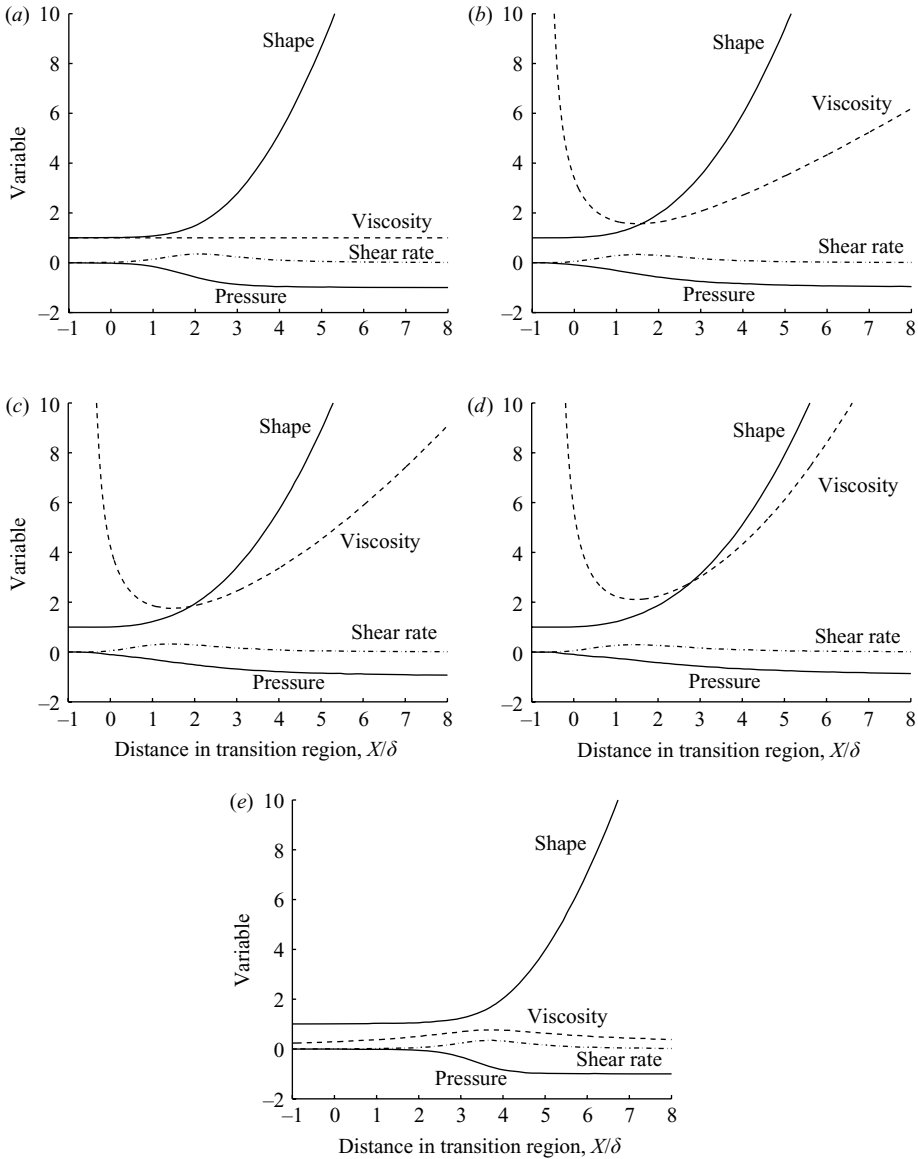 (a)
10
8
6
4
2
0
–2
Variable
Shape
Viscosity
Shear rate
Pressure
–1 0 1 2 3 4 5 6 7 8
(b)
10
8
6
4
2
0
–2
Shape
Viscosity
Shear rate
Pressure
–1 0 1 2 3 4 5 6 7 8
(c)
10
8
6
4
2
0
–2
Variable
Shape
Viscosity
Shear rate
Pressure
–1 0 1 2 3 4 5 6 7 8
Distance in transition region, X/δ
(d)
10
8
6
4
2
0
–2
Shape
Viscosity
Shear rate
Pressure
–1 0 1 2 3 4 5 6 7 8
Distance in transition region, X/δ
(e)
10
8
6
4
2
0
–2
Variable
Shape
Viscosity
Shear rate
Pressure
–1 0 1 2 3 4 5 6 7 8
Distance in transition region, X/δ